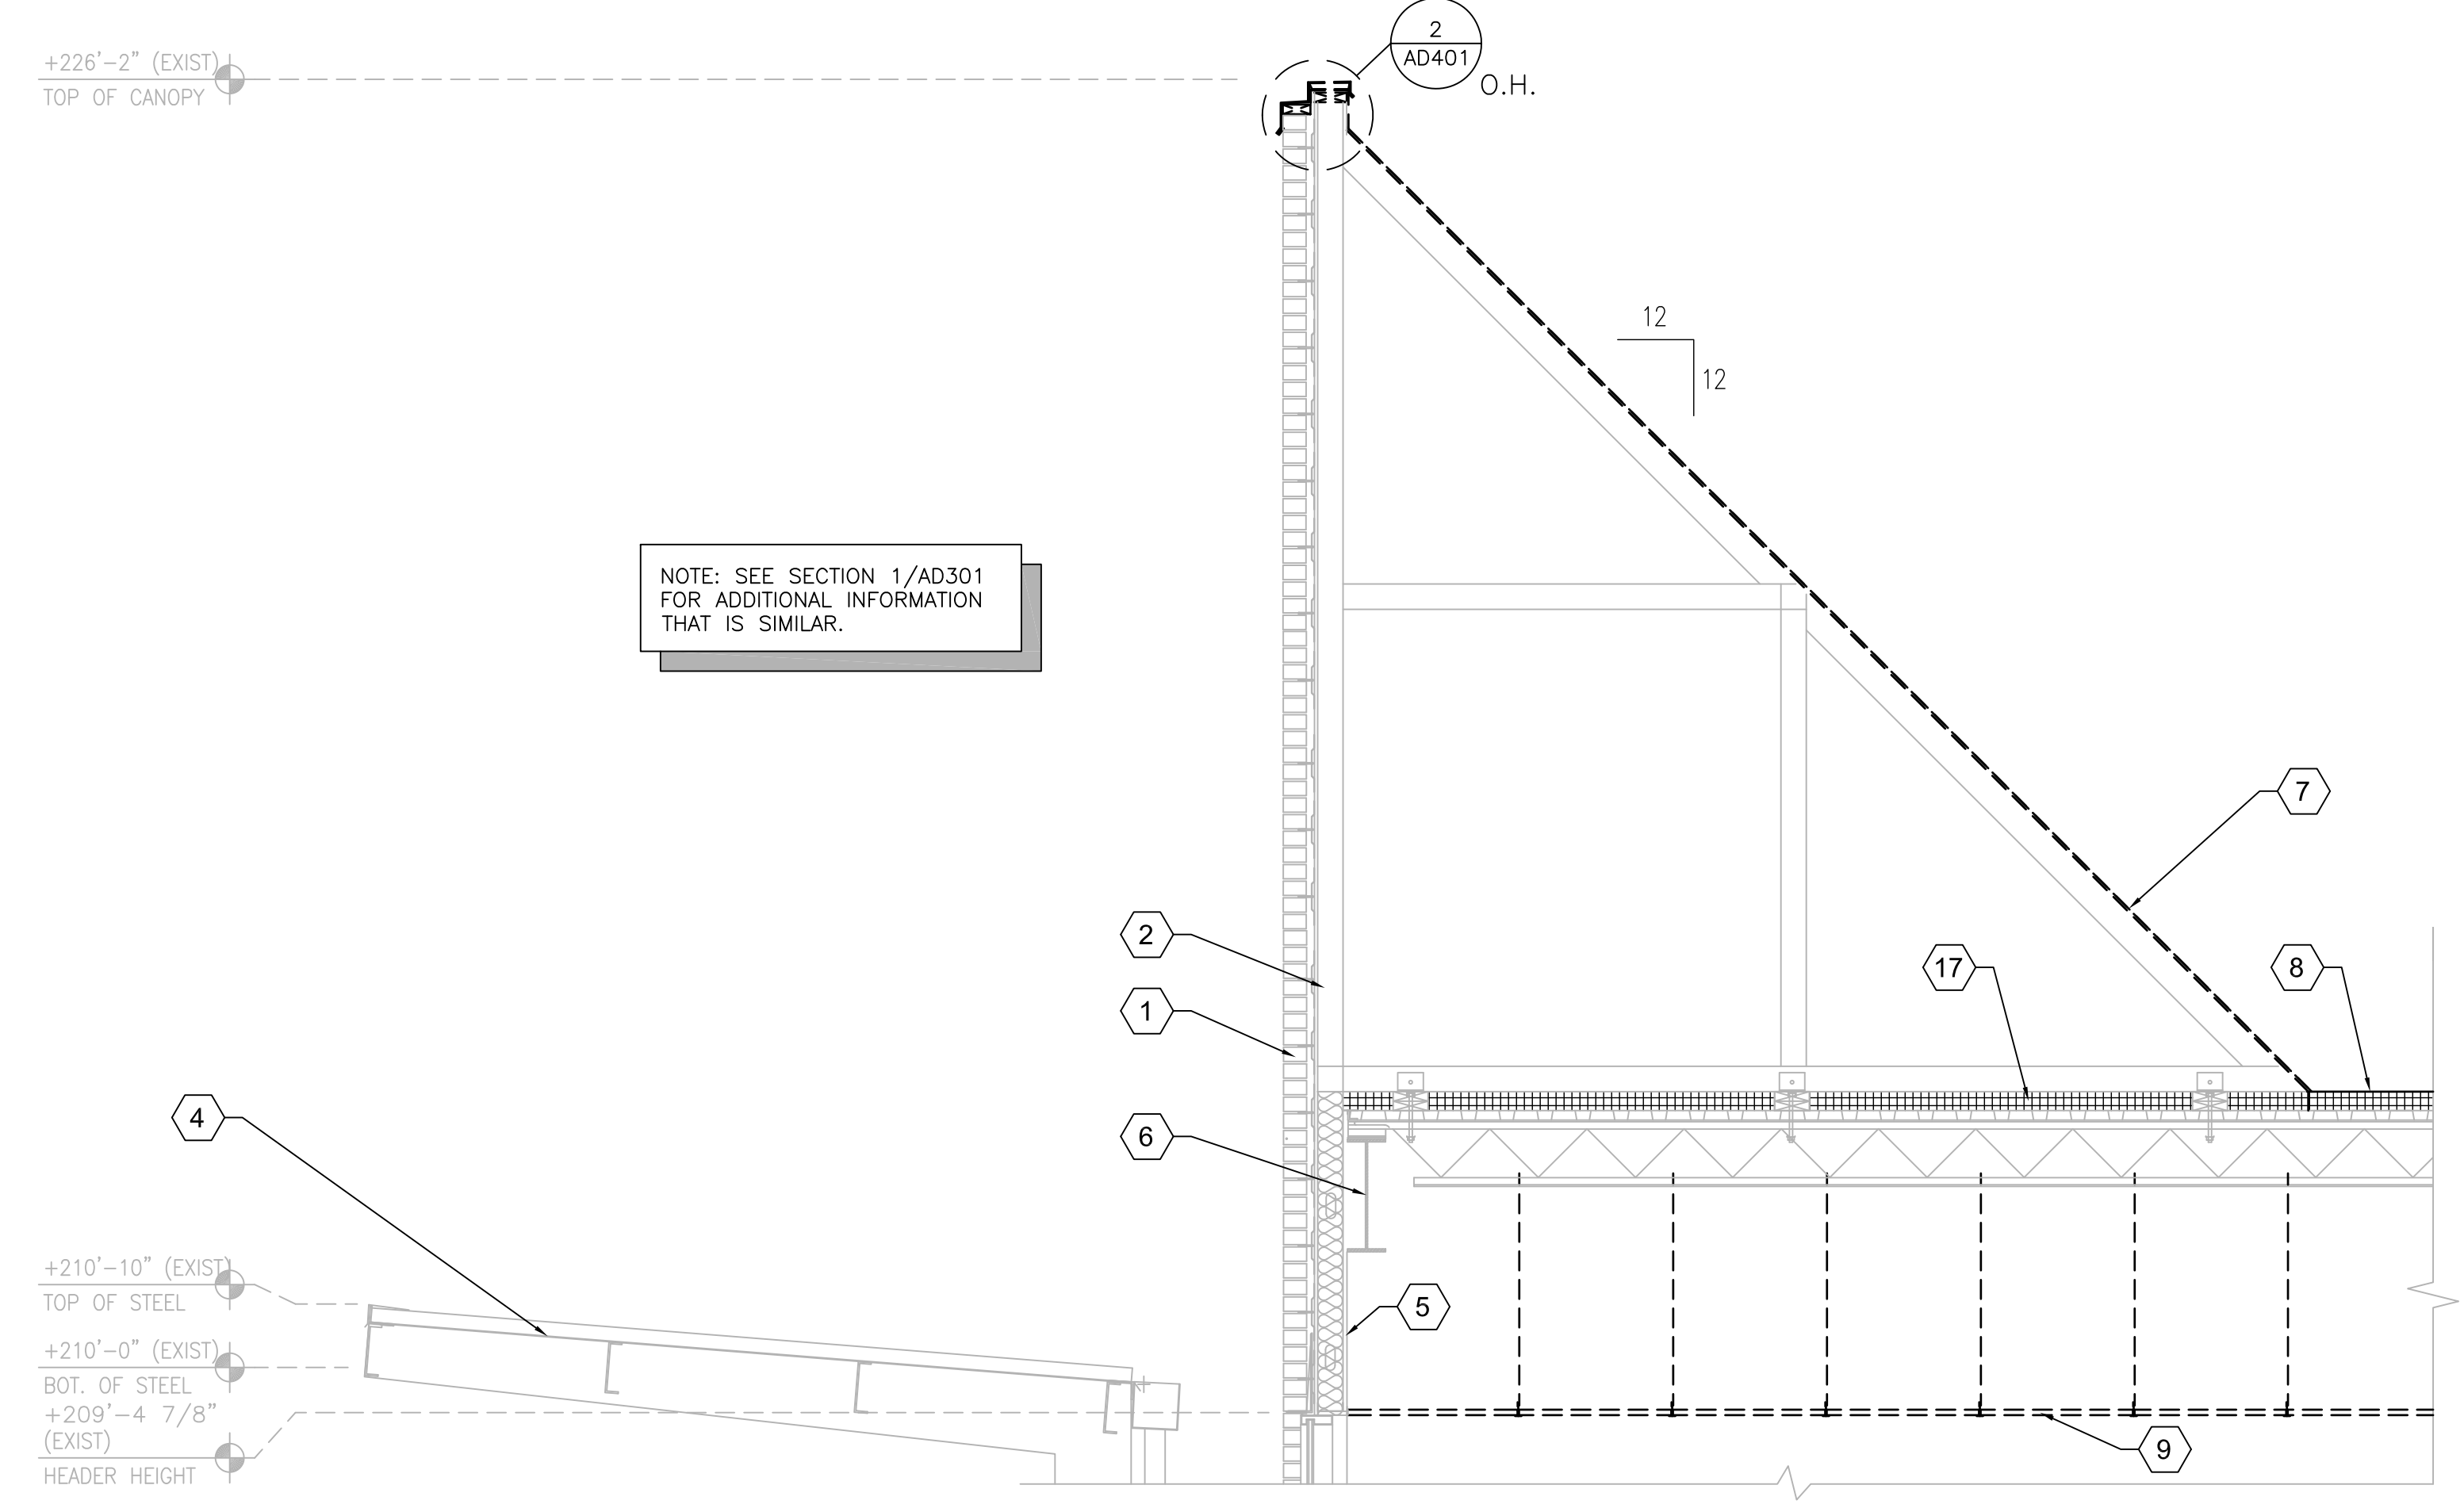 2
AD401
O.H.
+226'-2" (EXIST)
TOP OF CANOPY
12
12
NOTE: SEE SECTION 1/AD301
FOR ADDITIONAL INFORMATION
THAT IS SIMILAR.
7
2
17
8
1
4
6
+210'-10" (EXIST)
TOP OF STEEL
5
+210'-0" (EXIST)
BOT. OF STEEL
+209'-4 7/8"
(EXIST)
HEADER HEIGHT
9